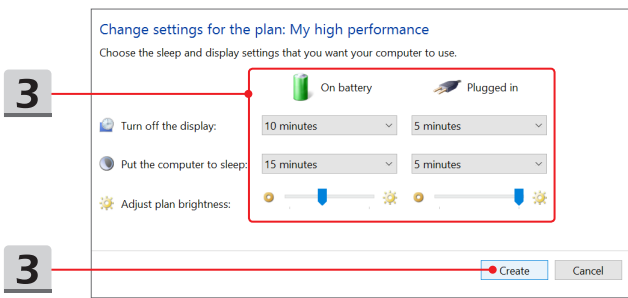 Change settings for the plan: My high performance
Choose the sleep and display settings that you want your computer to use.
3
On battery Plugged in
Turn off the display: 10 minutes 5 minutes
Put the computer to sleep: 15 minutes 5 minutes
Adjust plan brightness:
3
Create Cancel